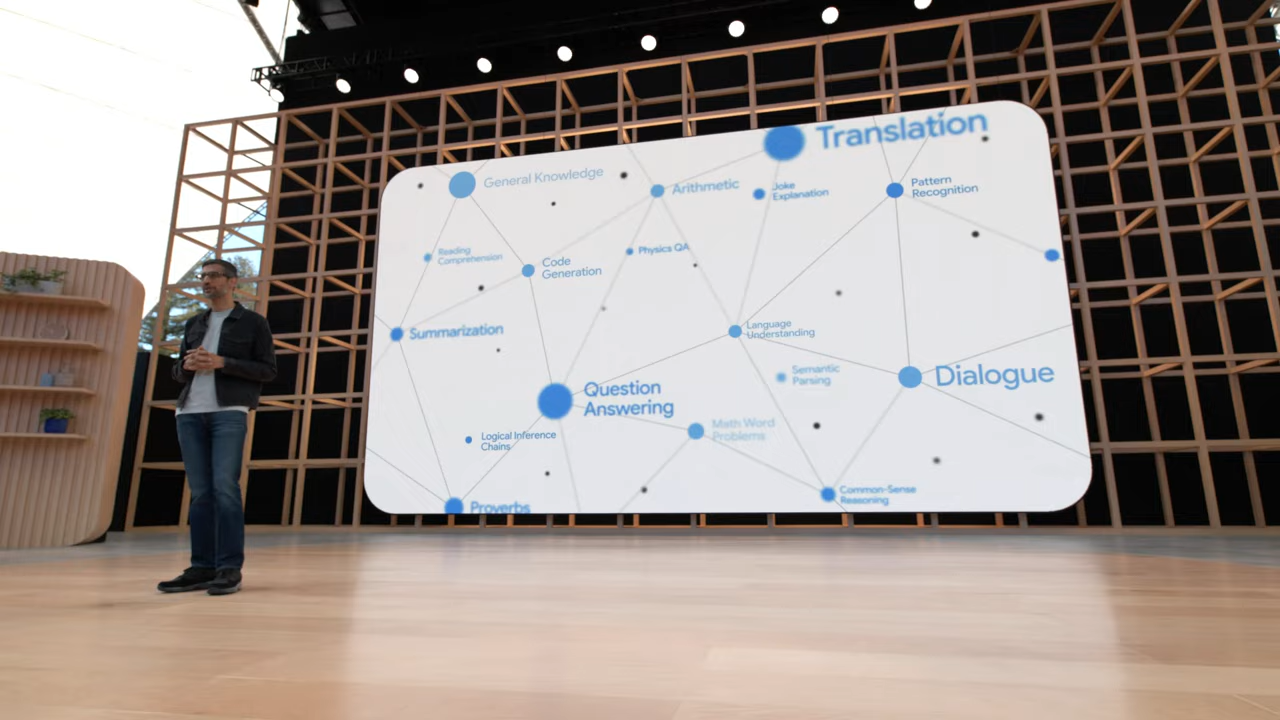 Translation
General Knowledge
Arithmetic
Joke
Explanation
Pattern
Recognition
Reading
Comprehension
Code
Generation
Physics QA
Summarization
Language
Understanding
Semantic
Parsing
Dialogue
Question
Answering
Math Word
Problems
Logical Inference
Chains
Proverbs
Common-Sense
Reasoning